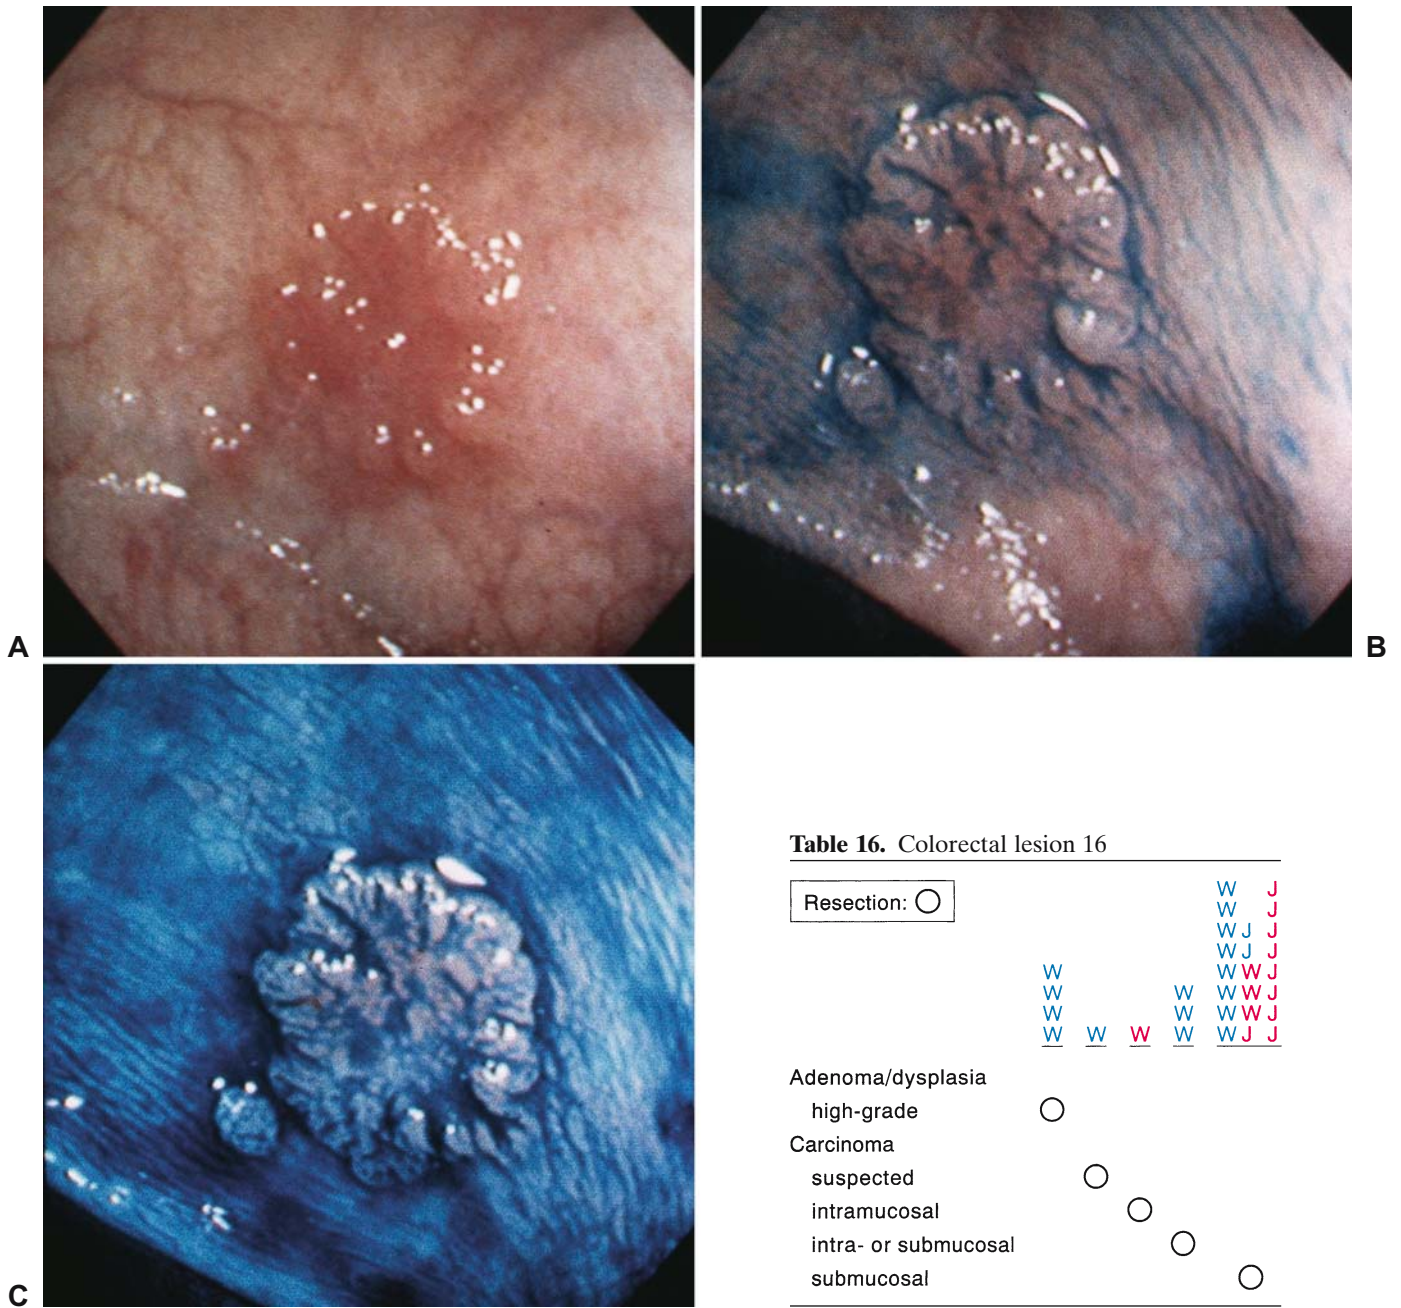 A
B
C
Table 16. Colorectal lesion 16
Resection: ○
W J
W J
W J J
W J J
W W W J
W W W W J
W W W W J
W W W W W J J
Adenoma/dysplasia
high-grade
Carcinoma
suspected
intramucosal
intra- or submucosal
submucosal